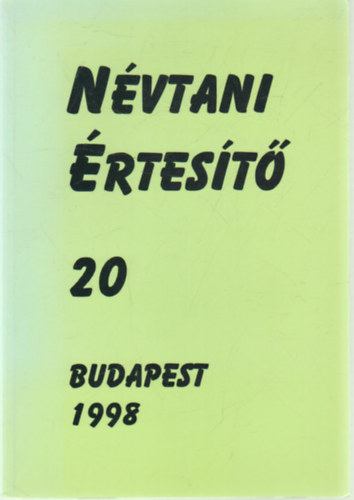 NÉVTANI
ÉRTESÍTŐ
20
BUDAPEST
1998